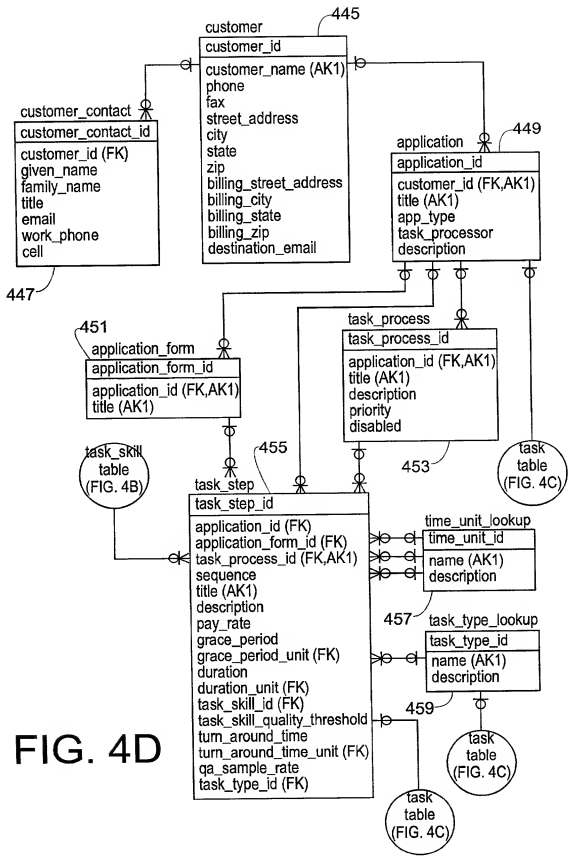 customer
445
customer_id
customer_name (AK1)
phone
fax
street_address
city
state
zip
billing_street_address
billing_city
billing_state
billing_zip
destination_email
customer_contact
customer_contact_id
customer_id (FK)
given_name
family_name
title
email
work_phone
cell
447
application
449
application_id
customer_id (FK,AK1)
title (AK1)
app_type
task_processor
description
451
application_form
application_form_id
application_id (FK,AK1)
title (AK1)
task_process
task_process_id
application_id (FK,AK1)
title (AK1)
description
priority
disabled
453
task
table
(FIG. 4C)
task_skill
table
(FIG. 4B)
455
task_step
task_step_id
application_id (FK)
application_form_id (FK)
task_process_id (FK,AK1)
sequence
title (AK1)
description
pay_rate
grace_period
grace_period_unit (FK)
duration
duration_unit (FK)
task_skill_id (FK)
task_skill_quality_threshold
turn_around_time
turn_around_time_unit (FK)
qa_sample_rate
task_type_id (FK)
time_unit_lookup
time_unit_id
name (AK1)
description
457
task_type_lookup
task_type_id
name (AK1)
description
459
task
table
(FIG. 4C)
task
table
(FIG. 4C)
FIG. 4D